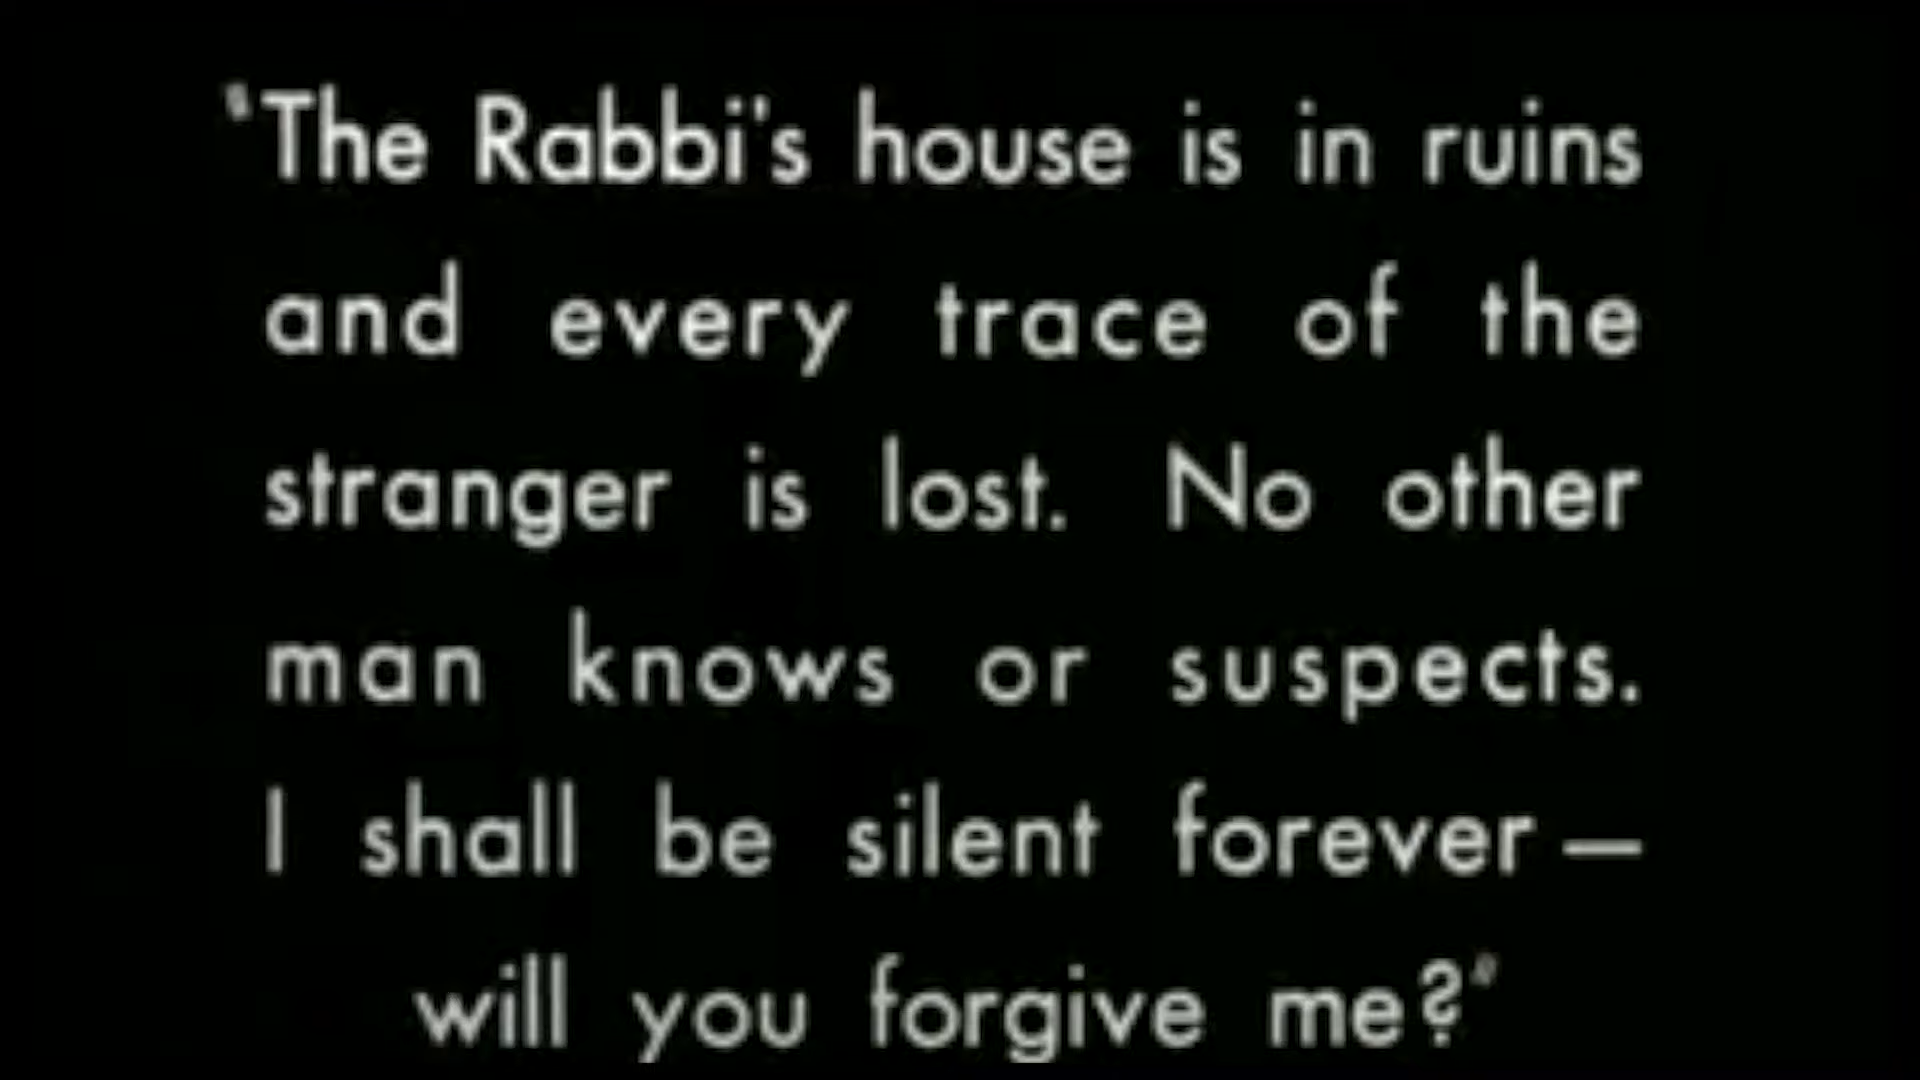 "The Rabbi's house is in ruins
and every trace of the
stranger is lost. No other
man knows or suspects.
I shall be silent forever —
will you forgive me?"